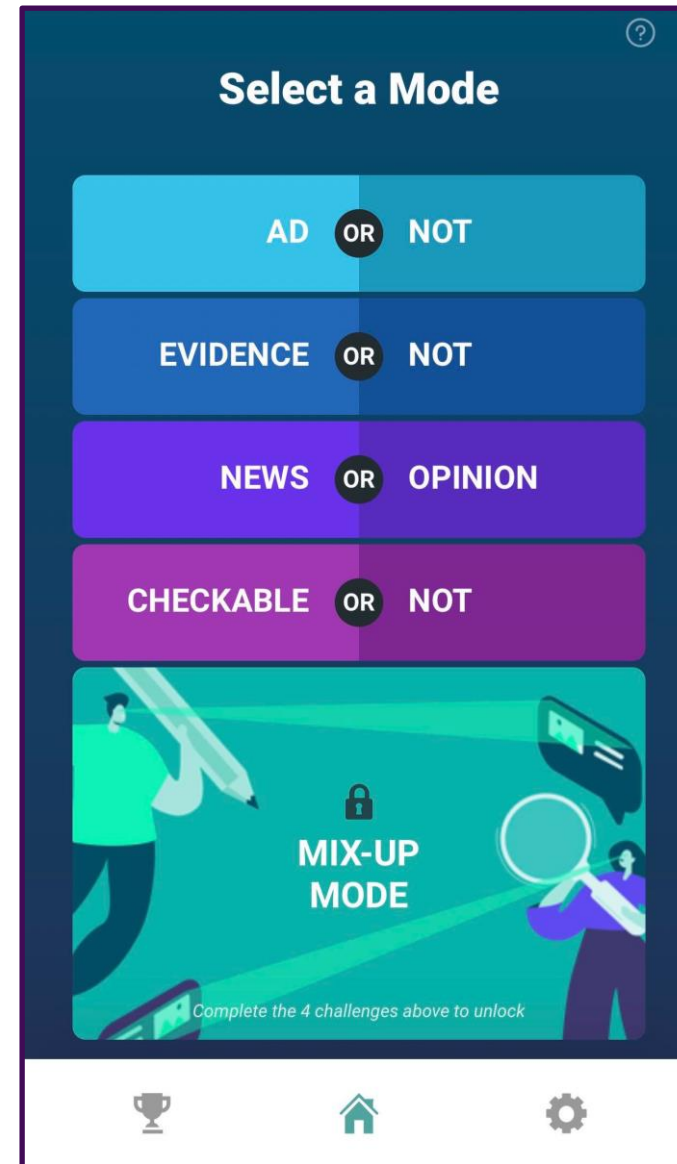 ?
Select a Mode
AD OR NOT
EVIDENCE OR NOT
NEWS OR OPINION
CHECKABLE OR NOT
MIX-UP
MODE
Complete the 4 challenges above to unlock